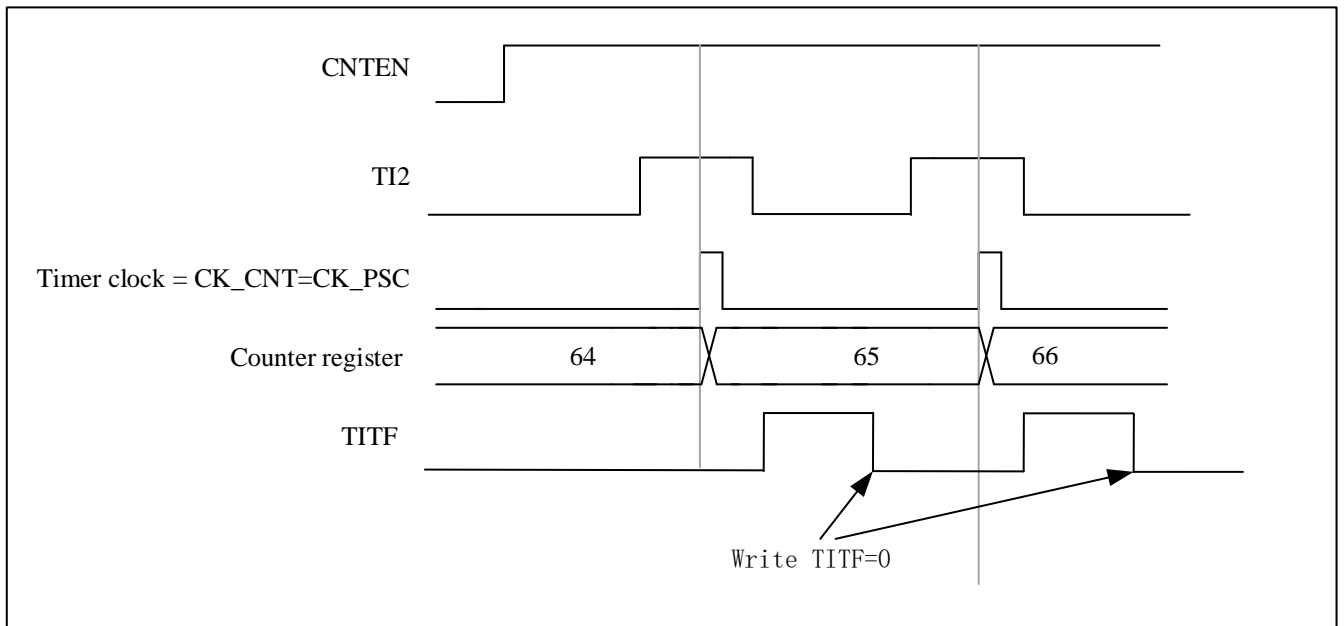 CNTEN
TI2
Timer clock = CK_CNT=CK_PSC
Counter register
64
65
66
TITF
Write TITF=0